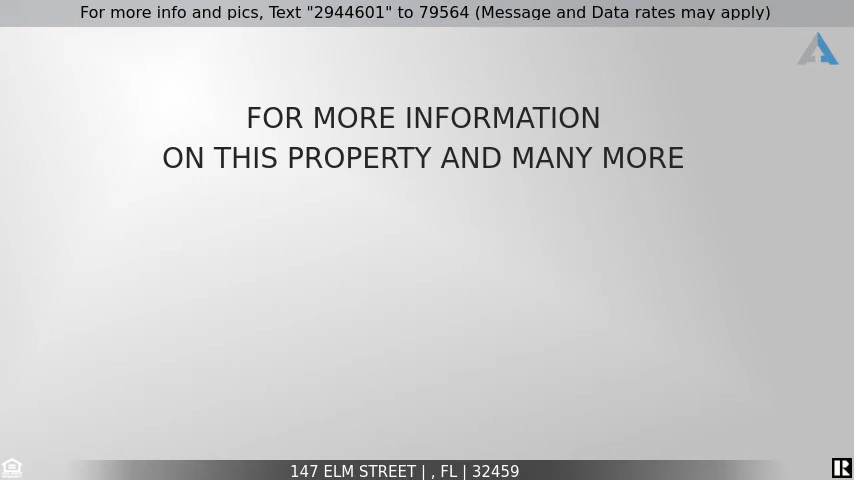 For more info and pics, Text "2944601" to 79564 (Message and Data rates may apply)
FOR MORE INFORMATION
ON THIS PROPERTY AND MANY MORE
147 ELM STREET | , FL | 32459